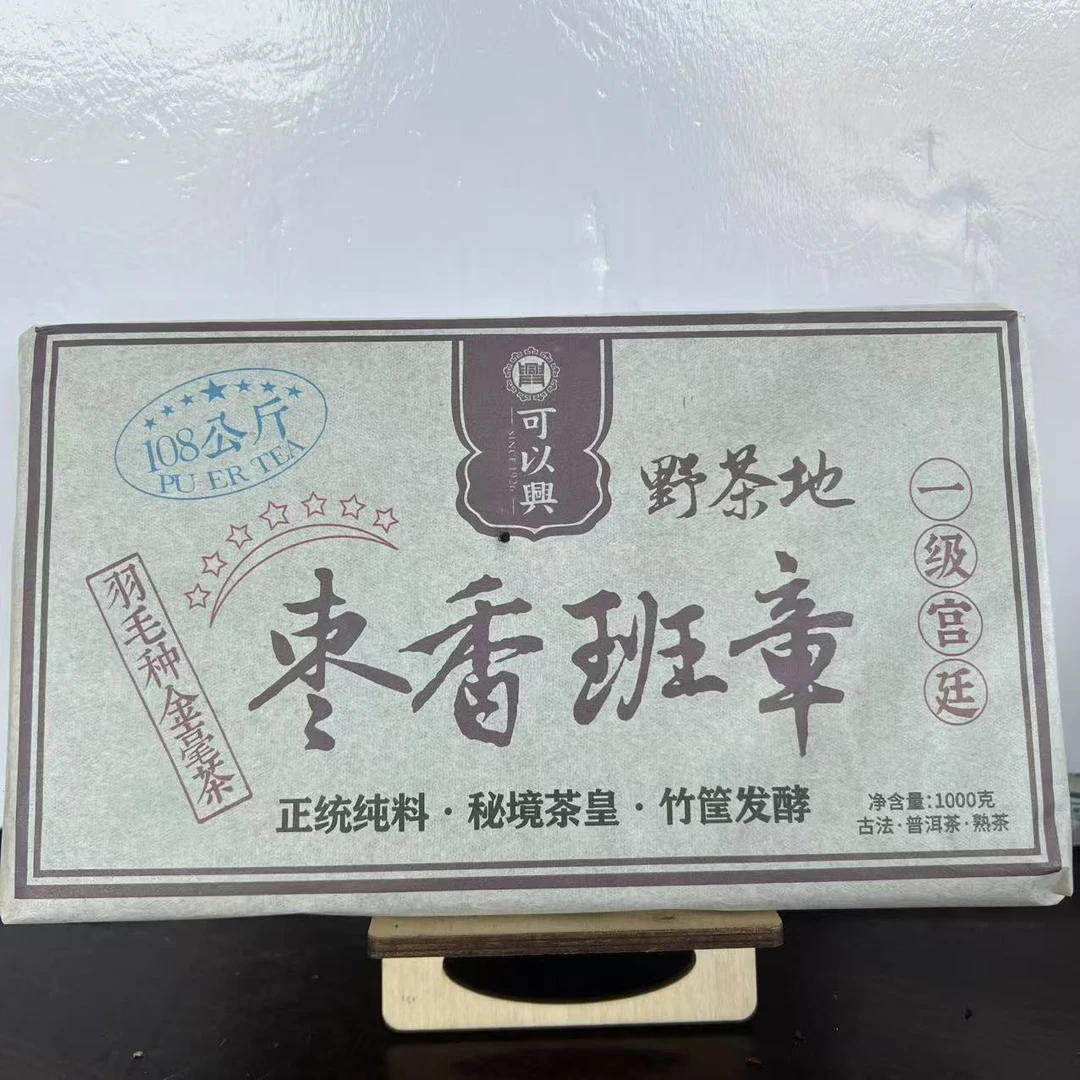 108公斤
PU ER TEA
可以興
SINCE 1926
野茶地
一级宫廷
羽毛种金毫茶
枣香班章
正统纯料·秘境茶皇·竹筐发酵
净含量:1000克
古法·普洱茶·熟茶